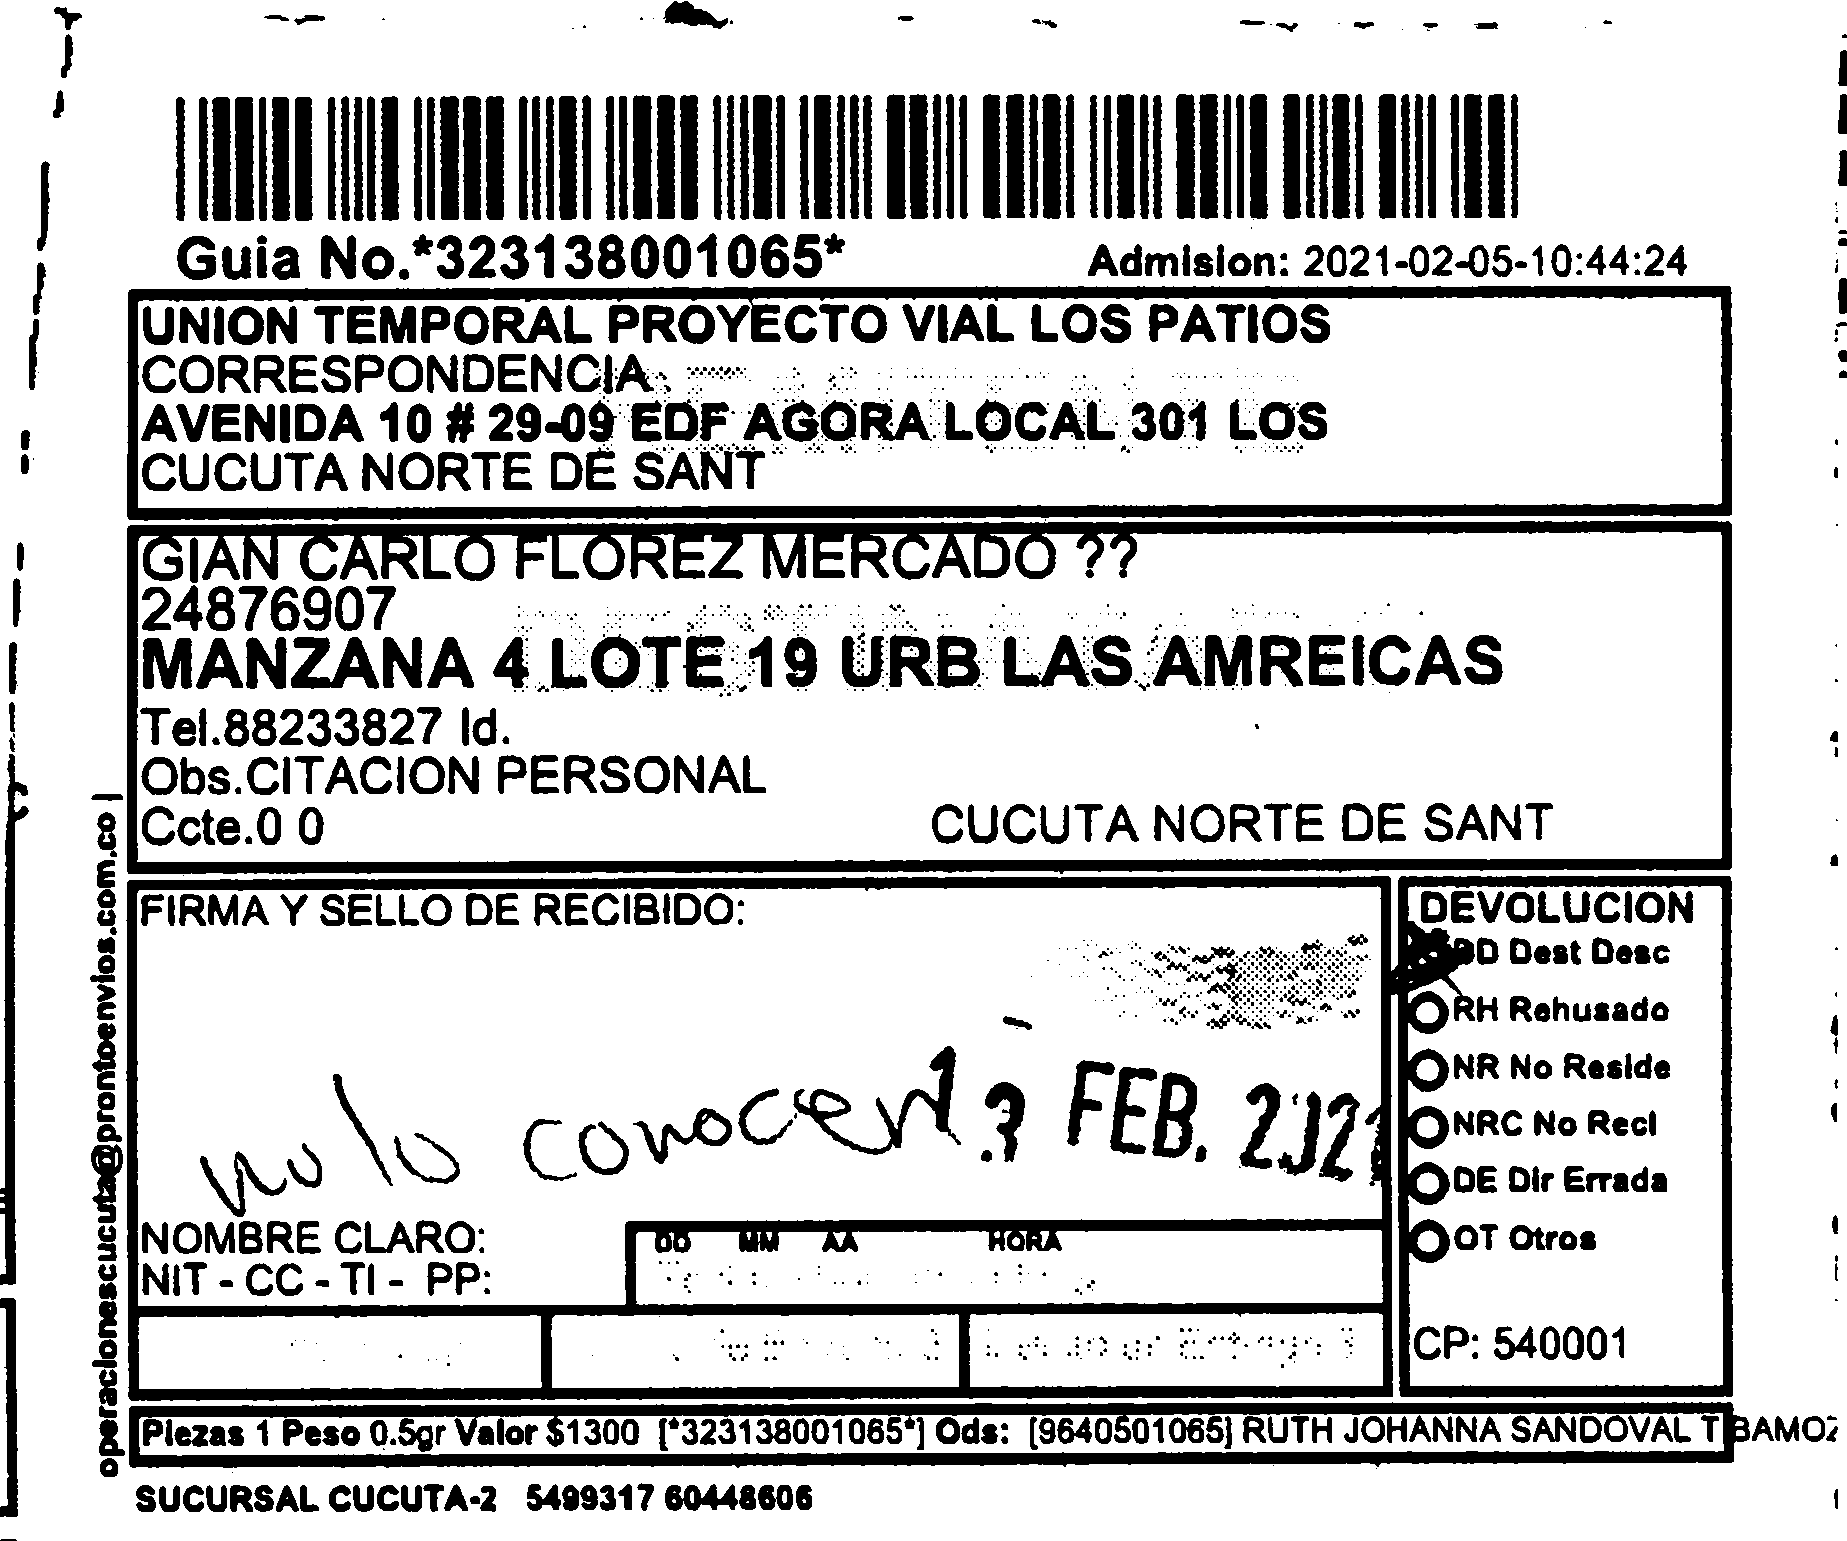 Guia No.*323138001065*
Admision: 2021-02-05-10:44:24
UNION TEMPORAL PROYECTO VIAL LOS PATIOS
CORRESPONDENCIA
AVENIDA 10 # 29-09 EDF AGORA LOCAL 301 LOS
CUCUTA NORTE DE SANT
GIAN CARLO FLOREZ MERCADO ??
24876907
MANZANA 4 LOTE 19 URB LAS AMREICAS
Tel.88233827 Id.
Obs.CITACION PERSONAL
Ccte.0 0
CUCUTA NORTE DE SANT
operacionescucuta@prontoenvios.com.co |
FIRMA Y SELLO DE RECIBIDO:
no lo conocen
FEB.
NOMBRE CLARO:
NIT - CC - TI - PP:
DD MM AA HORA
DEVOLUCION
Dest Desc
RH Rehusado
NR No Reside
NRC No Recl
DE Dir Errada
OT Otros
CP: 540001
Piezas 1 Peso 0.5gr Valor $1300 [*323138001065*] Ods: [9640501065] RUTH JOHANNA SANDOVAL
SUCURSAL CUCUTA-2 5499317 60448606